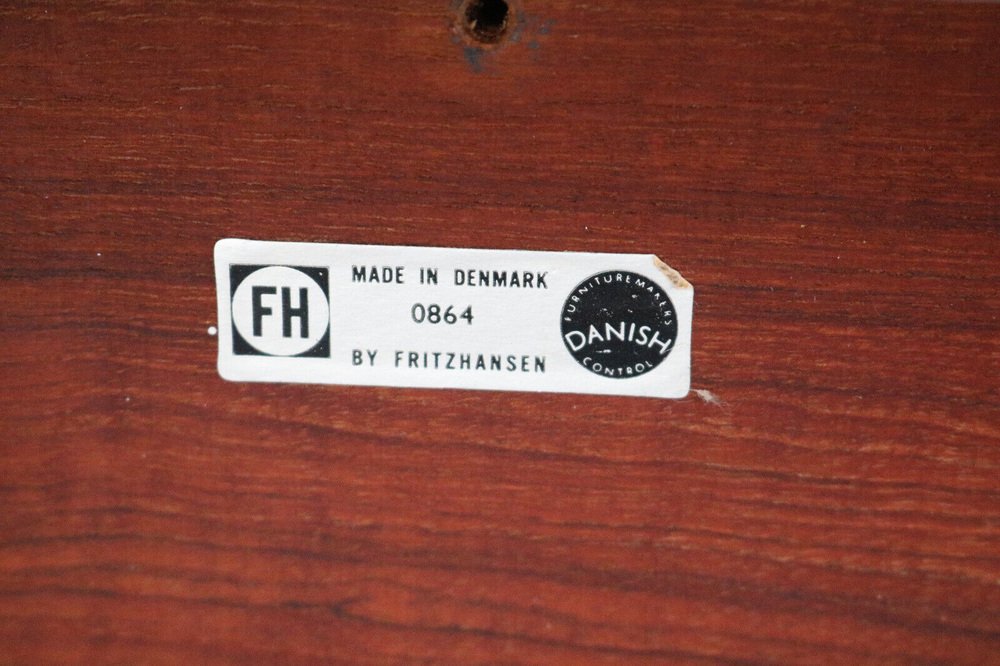 FH
MADE IN DENMARK
0864
BY FRITZHANSEN
FURNITUREMAKERS
DANISH
CONTROL